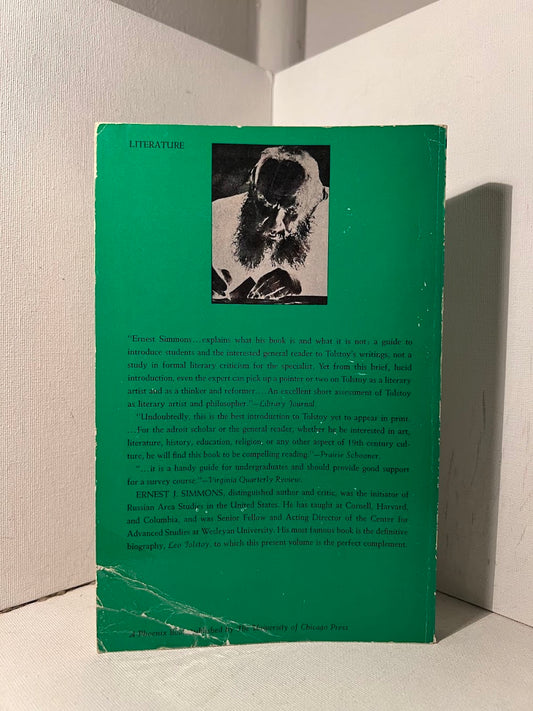 LITERATURE
"Ernest Simmons...explains what his book is and what it is not: a guide to
introduce students and the interested general reader to Tolstoy's writings, not a
study in formal literary criticism for the specialist. Yet from this brief, lucid
introduction, even the expert can pick up a pointer or two on Tolstoy as a literary
artist and as a thinker and reformer.... An excellent short assessment of Tolstoy
as literary artist and philosopher."—Library Journal
"Undoubtedly, this is the best introduction to Tolstoy yet to appear in print.
...For the adroit scholar or the general reader, whether he be interested in art,
literature, history, education, religion, or any other aspect of 19th-century cul-
ture, he will find this book to be compelling reading."—Prairie Schooner
"...it is a handy guide for undergraduates and should provide good support
for a survey course."—Virginia Quarterly Review
ERNEST J. SIMMONS, distinguished author and critic, was the initiator of
Russian Area Studies in the United States. He has taught at Cornell, Harvard,
and Columbia, and was Senior Fellow and Acting Director of the Center for
Advanced Studies at Wesleyan University. His most famous book is the definitive
biography, Leo Tolstoy, to which this present volume is the perfect complement.
A Phoenix Book published by The University of Chicago Press